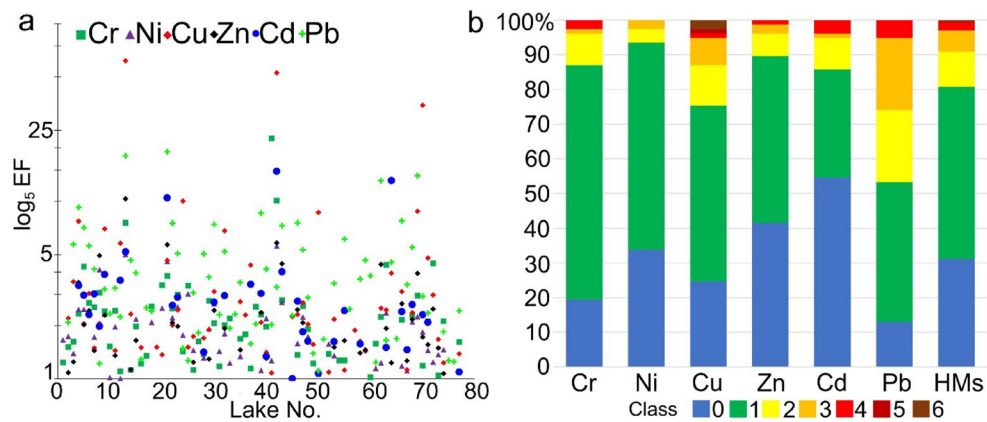 a
Cr Ni Cu Zn Cd Pb
log5 EF
25
5
1
0 10 20 30 40 50 60 70 80
Lake No.
b
100%
90
80
70
60
50
40
30
20
10
0
Cr Ni Cu Zn Cd Pb HMs
Class 0 1 2 3 4 5 6